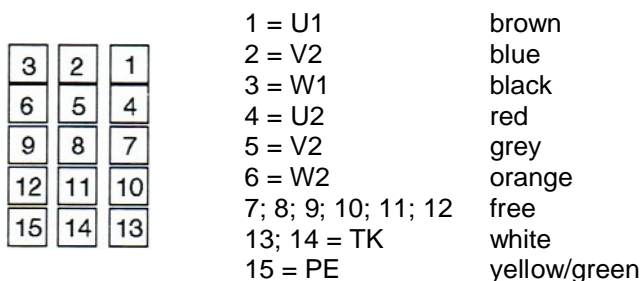 3 2 1
6 5 4
9 8 7
12 11 10
15 14 13
1 = U1 brown
2 = V2 blue
3 = W1 black
4 = U2 red
5 = V2 grey
6 = W2 orange
7; 8; 9; 10; 11; 12 free
13; 14 = TK white
15 = PE yellow/green